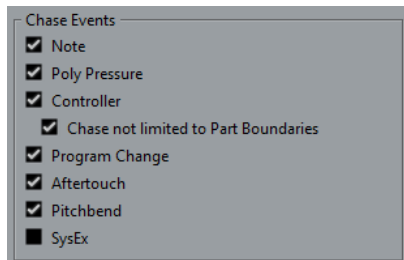 Chase Events
Note
Poly Pressure
Controller
Chase not limited to Part Boundaries
Program Change
Aftertouch
Pitchbend
SysEx